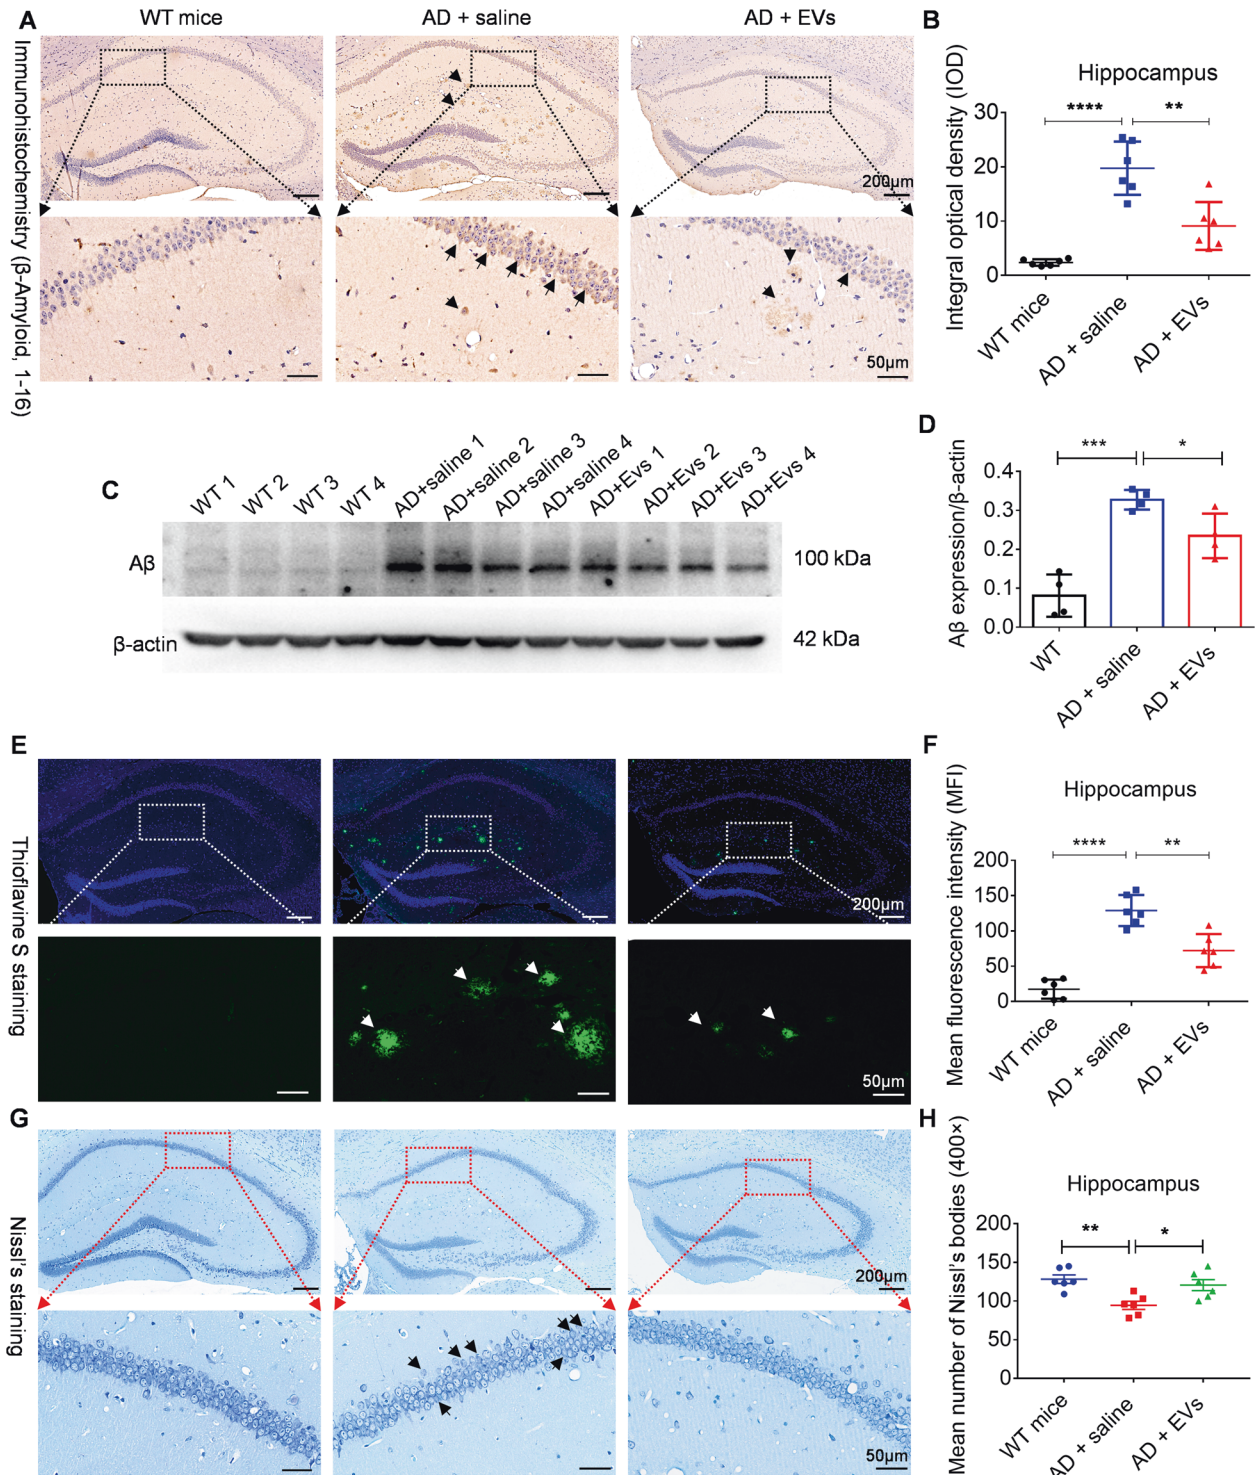 A
WT mice
AD + saline
AD + EVs
Immunohistochemistry (β-Amyloid, 1-16)
200μm
50μm
B
Hippocampus
Integral optical density (IOD)
**** **
30
20
10
0
WT mice
AD + saline
AD + EVs
C
WT 1
WT 2
WT 3
WT 4
AD+saline 1
AD+saline 2
AD+saline 3
AD+saline 4
AD+Evs 1
AD+Evs 2
AD+Evs 3
AD+Evs 4
Aβ
100 kDa
β-actin
42 kDa
D
Aβ expression/β-actin
*** *
0.4
0.3
0.2
0.1
0.0
WT
AD + saline
AD + EVs
E
Thioflavine S staining
200μm
50μm
F
Hippocampus
Mean fluorescence intensity (MFI)
**** **
200
150
100
50
0
WT mice
AD + saline
AD + EVs
G
Nissl's staining
200μm
50μm
H
Hippocampus
Mean number of Nissl's bodies (400×)
** *
200
150
100
50
0
WT mice
AD + saline
AD + EVs